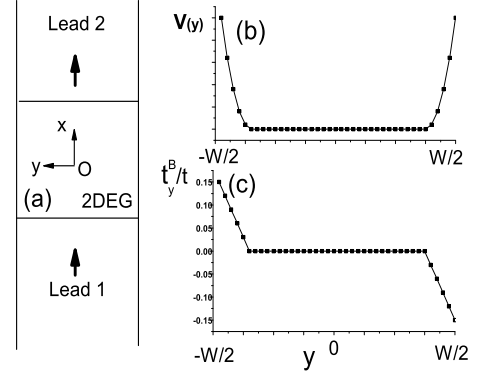 Lead 2
x
y
O
(a)
2DEG
Lead 1
V(y)
(b)
-W/2
W/2
t_y^B/t
(c)
0.15
0.10
0.05
0.00
-0.05
-0.10
-0.15
-W/2
y
0
W/2